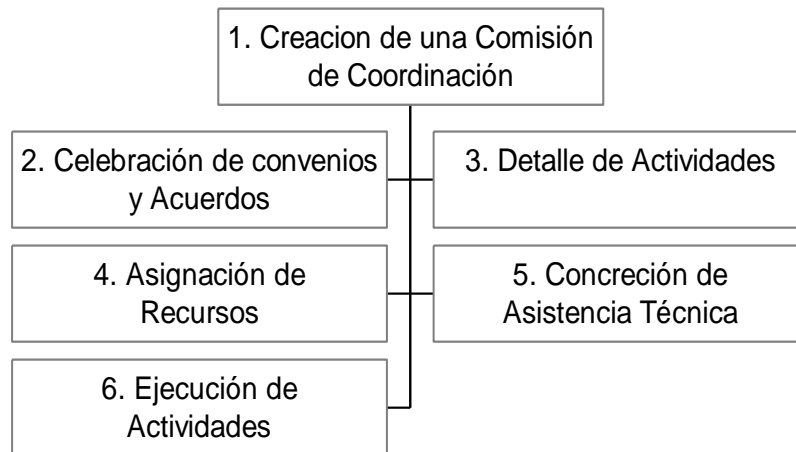 1. Creacion de una Comisión
de Coordinación
2. Celebración de convenios
y Acuerdos
3. Detalle de Actividades
4. Asignación de
Recursos
5. Concreción de
Asistencia Técnica
6. Ejecución de
Actividades